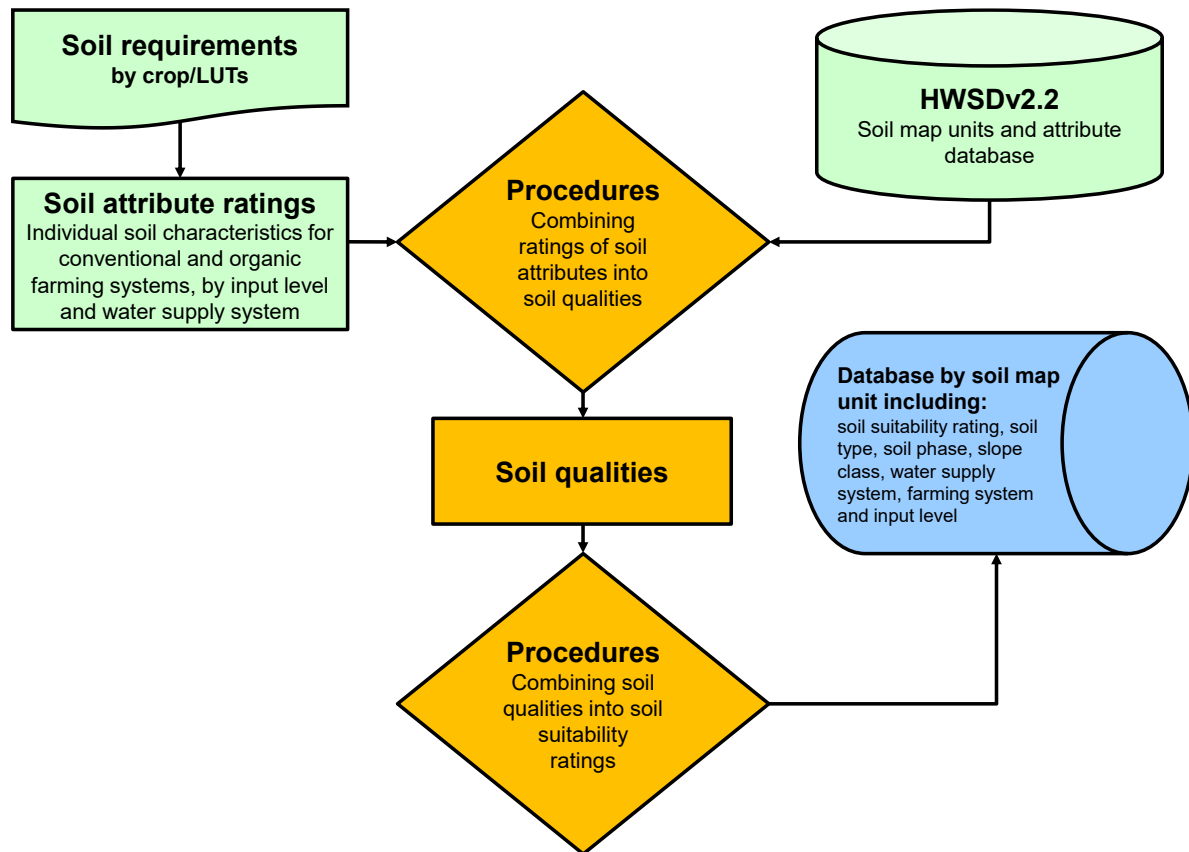 Soil requirements
by crop/LUTs
HWSDv2.2
Soil map units and attribute
database
Soil attribute ratings
Individual soil characteristics for
conventional and organic
farming systems, by input level
and water supply system
Procedures
Combining
ratings of soil
attributes into
soil qualities
Database by soil map
unit including:
soil suitability rating, soil
type, soil phase, slope
class, water supply
system, farming system
and input level
Soil qualities
Procedures
Combining soil
qualities into soil
suitability
ratings